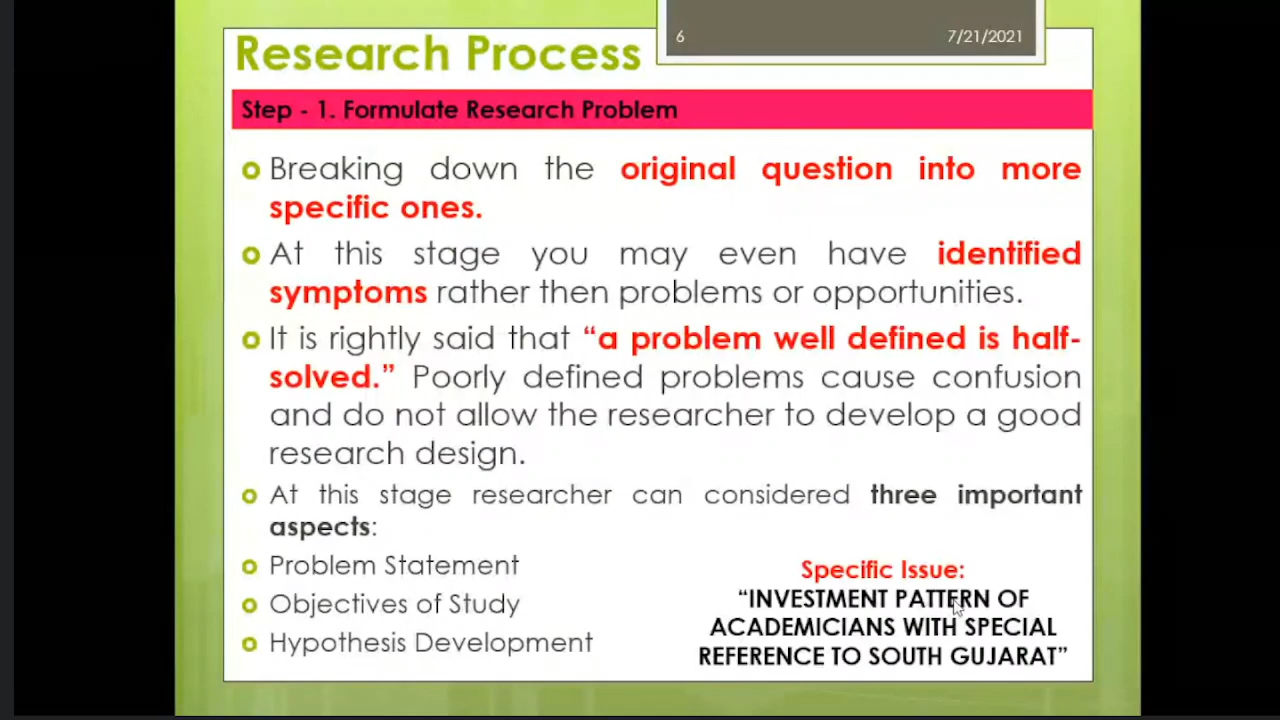 6 7/21/2021
Research Process
Step - 1. Formulate Research Problem
Breaking down the original question into more
specific ones.
At this stage you may even have identified
symptoms rather then problems or opportunities.
It is rightly said that “a problem well defined is half-
solved.” Poorly defined problems cause confusion
and do not allow the researcher to develop a good
research design.
At this stage researcher can considered three important
aspects:
Problem Statement
Objectives of Study
Hypothesis Development
Specific Issue:
“INVESTMENT PATTERN OF
ACADEMICIANS WITH SPECIAL
REFERENCE TO SOUTH GUJARAT”